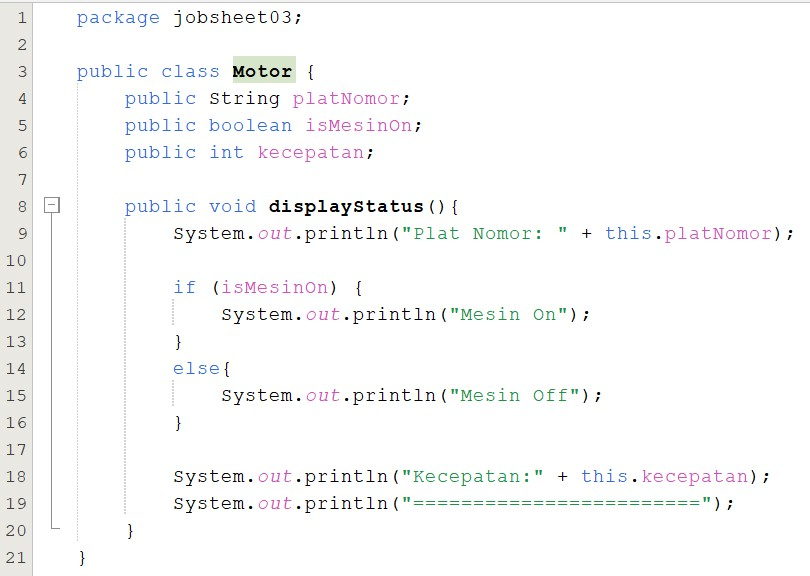 1 package jobsheet03;
2
3 public class Motor {
4     public String platNomor;
5     public boolean isMesinOn;
6     public int kecepatan;
7
8     public void displayStatus(){
9         System.out.println("Plat Nomor: " + this.platNomor);
10
11         if (isMesinOn) {
12             System.out.println("Mesin On");
13         }
14         else{
15             System.out.println("Mesin Off");
16         }
17
18         System.out.println("Kecepatan:" + this.kecepatan);
19         System.out.println("========================");
20     }
21 }